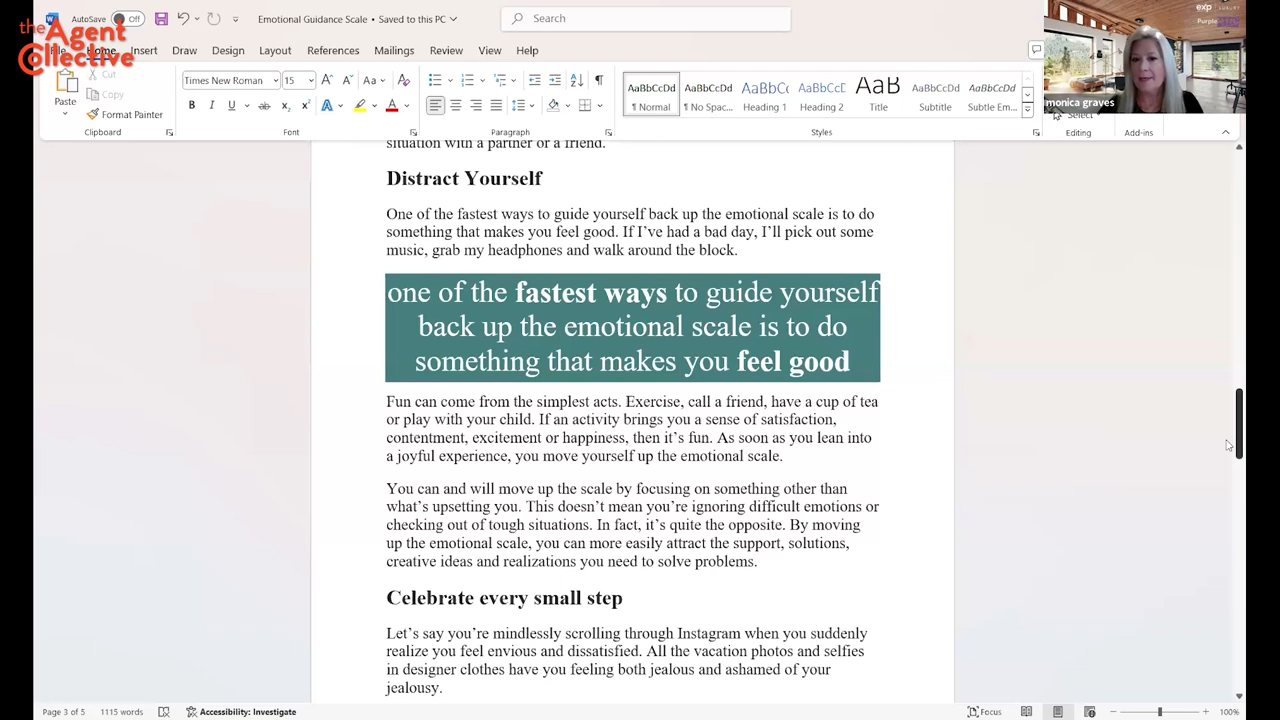 the Agent
Collective
AutoSave
Off
Emotional Guidance Scale • Saved to this PC
Search
exp LUXURY
Purple
File
Home
Insert
Draw
Design
Layout
References
Mailings
Review
View
Help
Paste
Cut
Copy
Format Painter
Clipboard
Times New Roman
15
Aa
B I U ab x₂ x²
A
Font
Paragraph
AaBbCcDd
¶ Normal
AaBbCcDd
¶ No Spac...
AaBbCc
Heading 1
AaBbCcD
Heading 2
AaB
Title
AaBbCcD
Subtitle
AaBbCcDd
Subtle Em...
Styles
monica graves
Select
Editing
Add-ins
situation with a partner or a friend.
Distract Yourself
One of the fastest ways to guide yourself back up the emotional scale is to do
something that makes you feel good. If I’ve had a bad day, I’ll pick out some
music, grab my headphones and walk around the block.
one of the fastest ways to guide yourself
back up the emotional scale is to do
something that makes you feel good
Fun can come from the simplest acts. Exercise, call a friend, have a cup of tea
or play with your child. If an activity brings you a sense of satisfaction,
contentment, excitement or happiness, then it’s fun. As soon as you lean into
a joyful experience, you move yourself up the emotional scale.
You can and will move up the scale by focusing on something other than
what’s upsetting you. This doesn’t mean you’re ignoring difficult emotions or
checking out of tough situations. In fact, it’s quite the opposite. By moving
up the emotional scale, you can more easily attract the support, solutions,
creative ideas and realizations you need to solve problems.
Celebrate every small step
Let’s say you’re mindlessly scrolling through Instagram when you suddenly
realize you feel envious and dissatisfied. All the vacation photos and selfies
in designer clothes have you feeling both jealous and ashamed of your
jealousy.
Page 3 of 5
1115 words
Accessibility: Investigate
Focus
100%